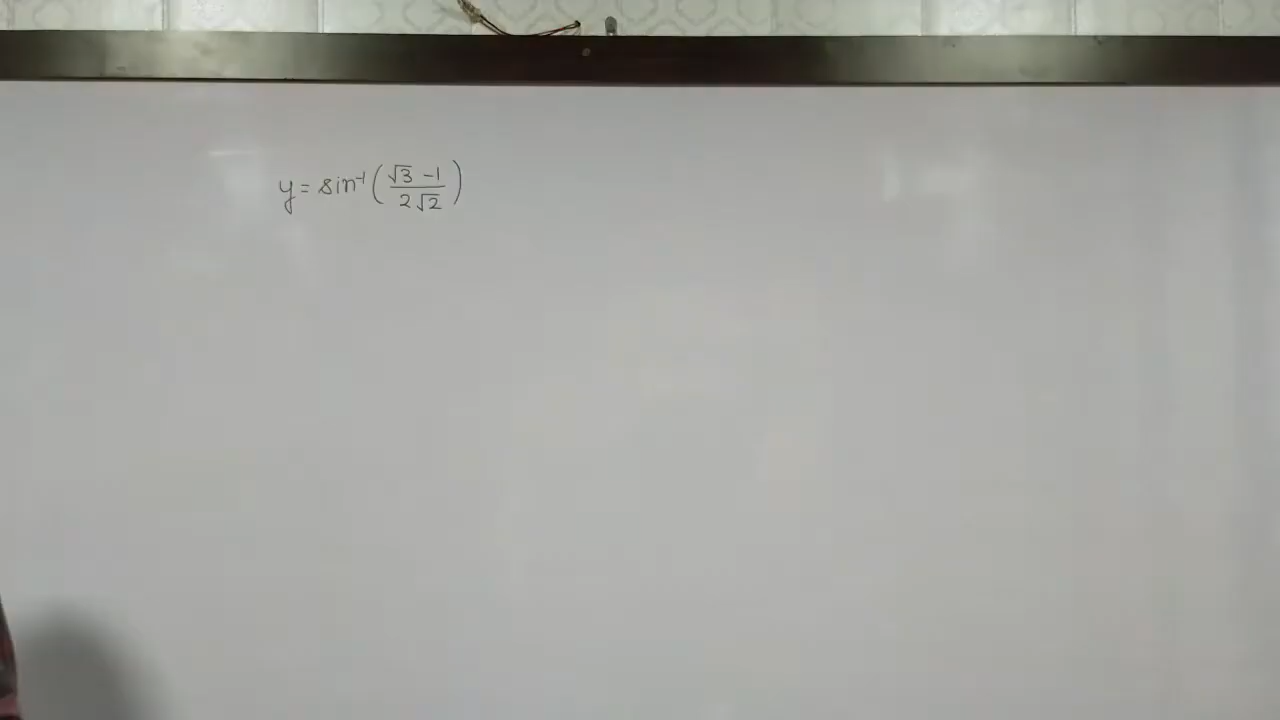 y = sin⁻¹ ( (√3 - 1) / (2√2) )